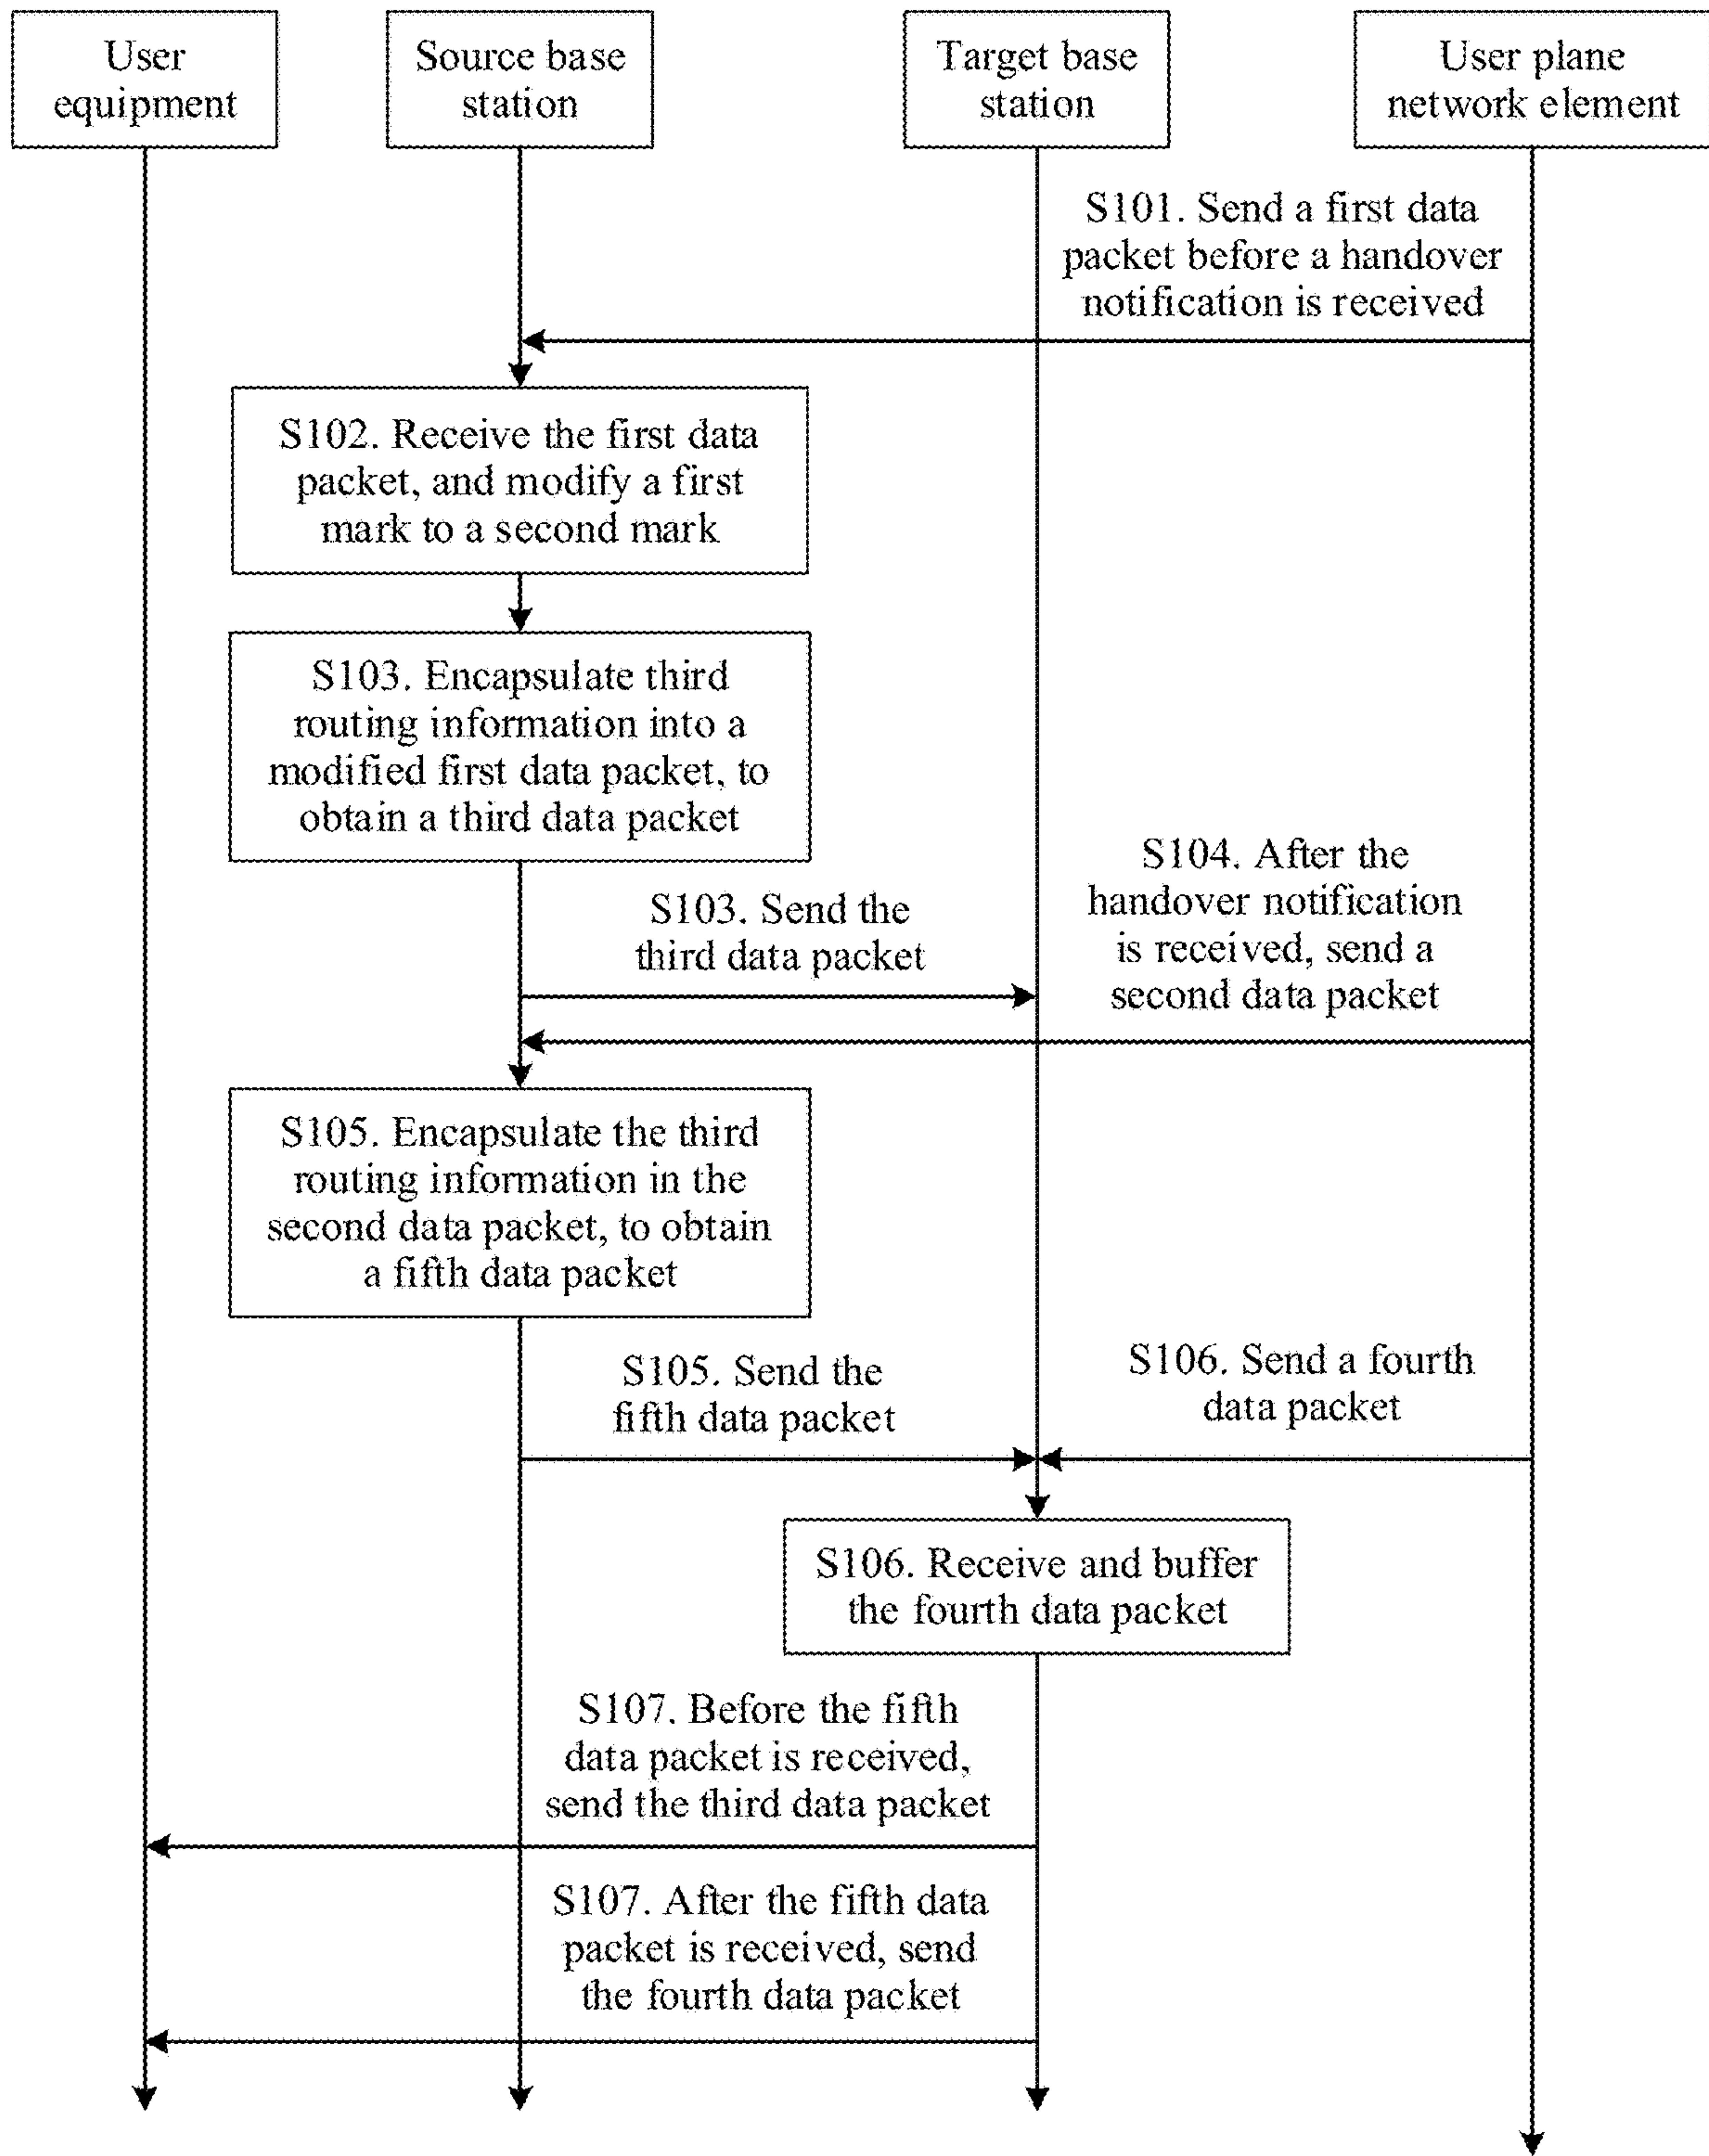 User
equipment
Source base
station
Target base
station
User plane
network element
S101. Send a first data
packet before a handover
notification is received
S102. Receive the first data
packet, and modify a first
mark to a second mark
S103. Encapsulate third
routing information into a
modified first data packet, to
obtain a third data packet
S103. Send the
third data packet
S104. After the
handover notification
is received, send a
second data packet
S105. Encapsulate the third
routing information in the
second data packet, to obtain
a fifth data packet
S105. Send the
fifth data packet
S106. Send a fourth
data packet
S106. Receive and buffer
the fourth data packet
S107. Before the fifth
data packet is received,
send the third data packet
S107. After the fifth data
packet is received, send
the fourth data packet